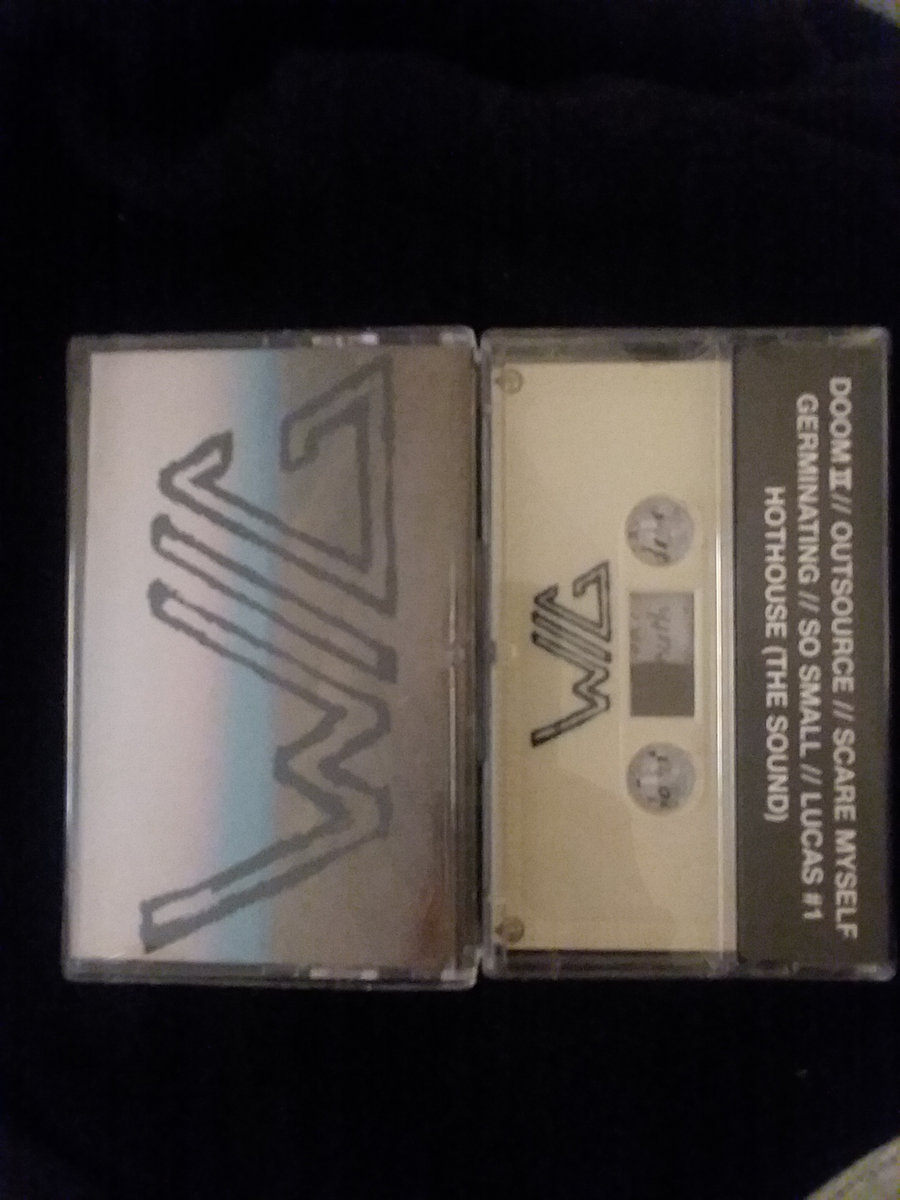 WIG
WIG
DOOM II // OUTSOURCE // SCARE MYSELF
GERMINATING // SO SMALL // LUCAS #1
HOTHOUSE (THE SOUND)